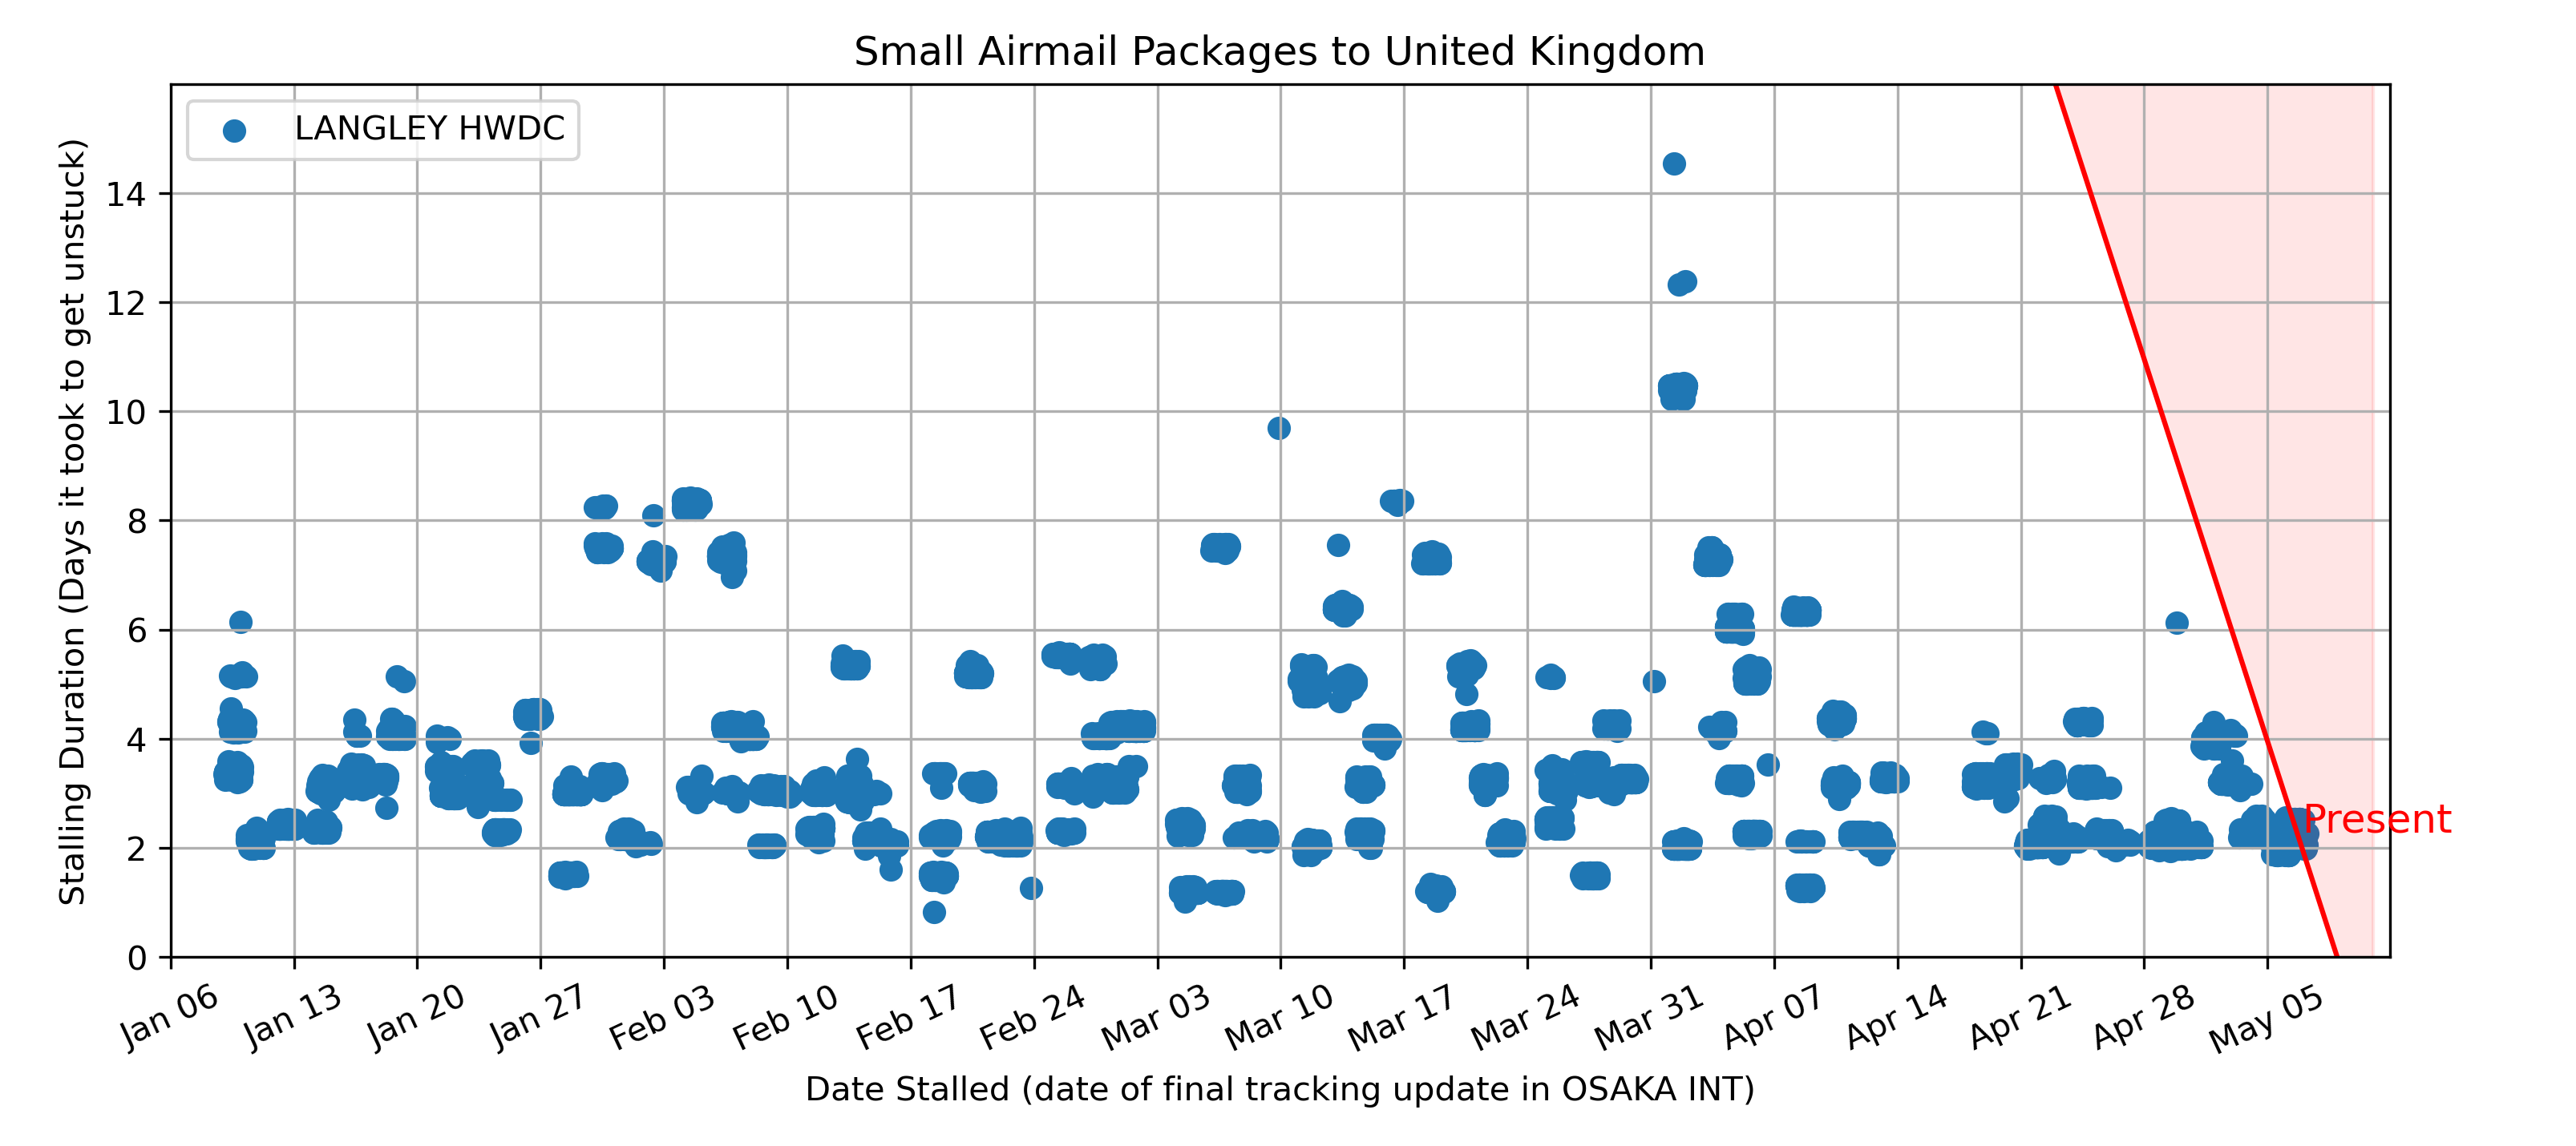 Small Airmail Packages to United Kingdom
LANGLEY HWDC
Stalling Duration (Days it took to get unstuck)
14
12
10
8
6
4
2
0
Present
Jan 06
Jan 13
Jan 20
Jan 27
Feb 03
Feb 10
Feb 17
Feb 24
Mar 03
Mar 10
Mar 17
Mar 24
Mar 31
Apr 07
Apr 14
Apr 21
Apr 28
May 05
Date Stalled (date of final tracking update in OSAKA INT)